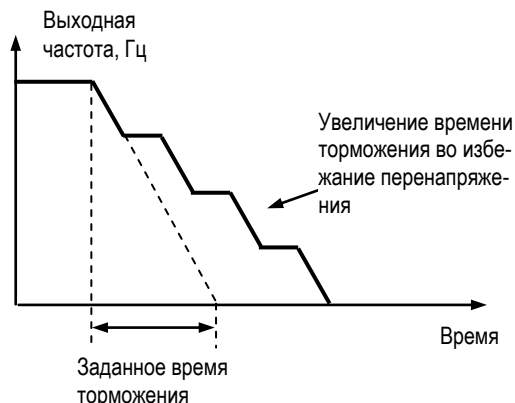 Выходная
частота, Гц
Увеличение времени
торможения во избе-
жание перенапряже-
ния
Время
Заданное время
торможения